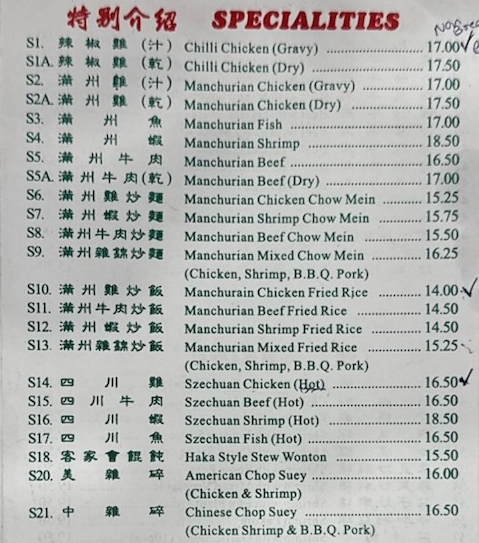 特别介紹 SPECIALITIES
S1. 辣椒雞(汁) Chilli Chicken (Gravy) 17.00
S1A. 辣椒雞(乾) Chilli Chicken (Dry) 17.50
S2. 滿州雞(汁) Manchurian Chicken (Gravy) 17.00
S2A. 滿州雞(乾) Manchurian Chicken (Dry) 17.50
S3. 滿州魚 Manchurian Fish 17.00
S4. 滿州蝦 Manchurian Shrimp 18.50
S5. 滿州牛肉 Manchurian Beef 16.50
S5A. 滿州牛肉(乾) Manchurian Beef (Dry) 17.00
S6. 滿州雞炒麵 Manchurian Chicken Chow Mein 15.25
S7. 滿州蝦炒麵 Manchurian Shrimp Chow Mein 15.75
S8. 滿州牛肉炒麵 Manchurian Beef Chow Mein 15.50
S9. 滿州雜錦炒麵 Manchurian Mixed Chow Mein 16.25
(Chicken, Shrimp, B.B.Q. Pork)
S10. 滿州雞炒飯 Manchurain Chicken Fried Rice 14.00
S11. 滿州牛肉炒飯 Manchurian Beef Fried Rice 14.50
S12. 滿州蝦炒飯 Manchurian Shrimp Fried Rice 14.50
S13. 滿州雜錦炒飯 Manchurian Mixed Fried Rice 15.25
(Chicken, Shrimp, B.B.Q. Pork)
S14. 四川雞 Szechuan Chicken (Hot) 16.50
S15. 四川牛肉 Szechuan Beef (Hot) 16.50
S16. 四川蝦 Szechuan Shrimp (Hot) 18.50
S17. 四川魚 Szechuan Fish (Hot) 16.50
S18. 客家會餛飩 Haka Style Stew Wonton 15.50
S20. 美雜碎 American Chop Suey 16.00
(Chicken & Shrimp)
S21. 中雜碎 Chinese Chop Suey 16.50
(Chicken Shrimp & B.B.Q. Pork)